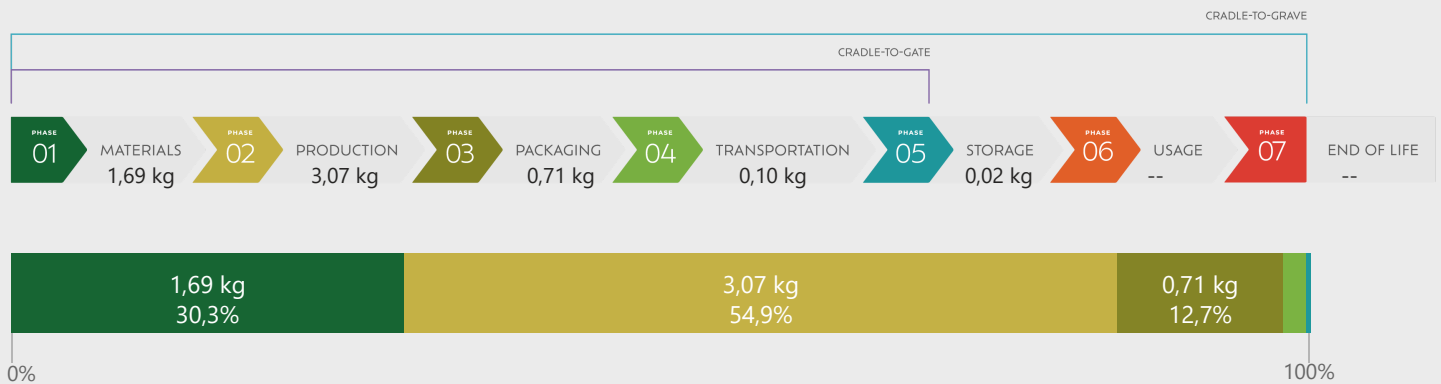 CRADLE-TO-GRAVE
CRADLE-TO-GATE
PHASE
01
MATERIALS
1,69 kg
PHASE
02
PRODUCTION
3,07 kg
PHASE
03
PACKAGING
0,71 kg
PHASE
04
TRANSPORTATION
0,10 kg
PHASE
05
STORAGE
0,02 kg
PHASE
06
USAGE
--
PHASE
07
END OF LIFE
--
1,69 kg
30,3%
3,07 kg
54,9%
0,71 kg
12,7%
0%
100%